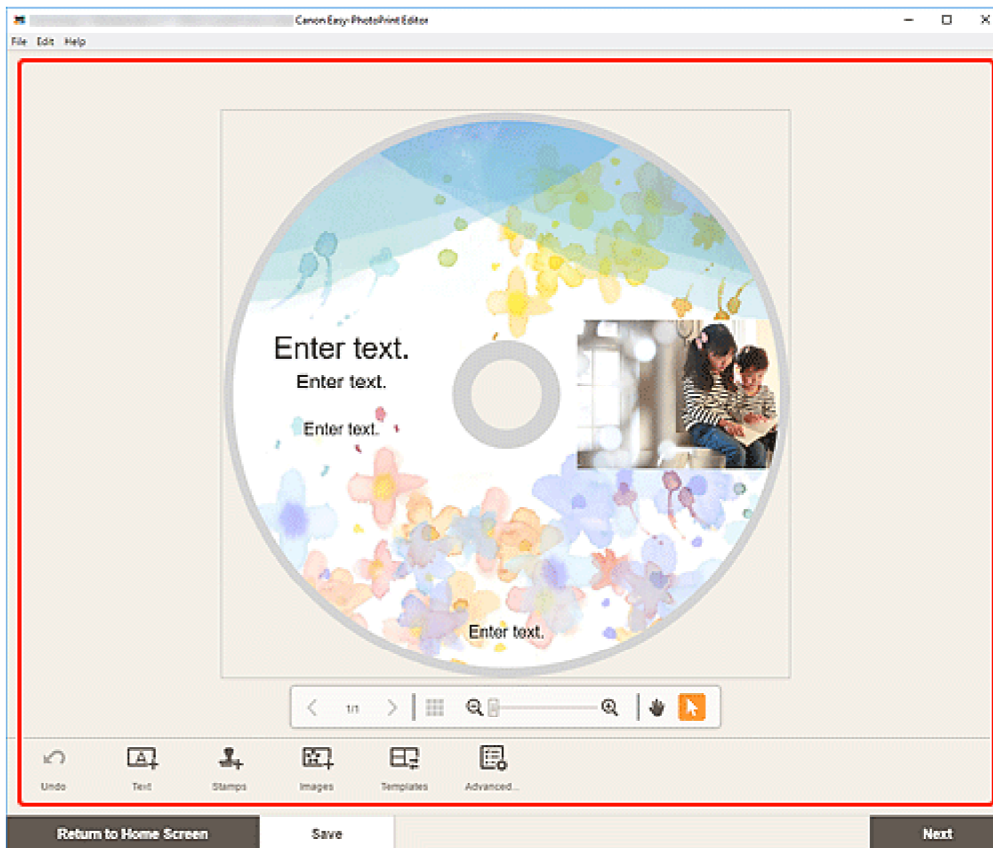 Canon Easy-PhotoPrint Editor
File Edit Help
Enter text.
Enter text.
Enter text.
Enter text.
1/1
Undo Text Stamps Images Templates Advanced...
Return to Home Screen Save Next